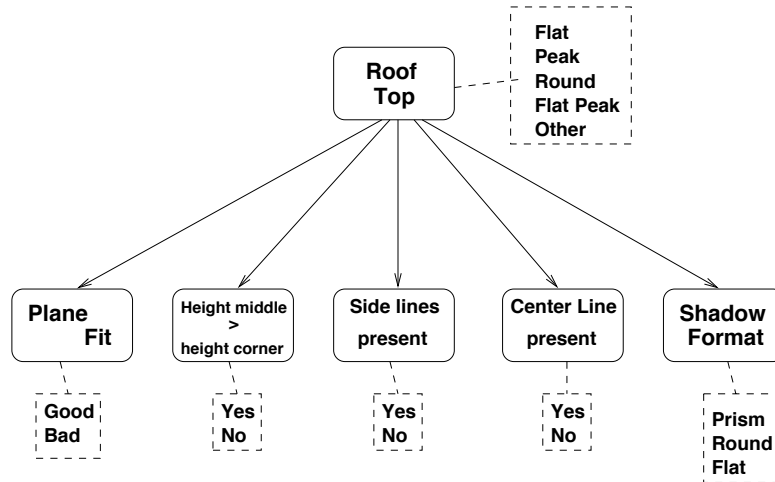 Roof
Top
Flat
Peak
Round
Flat Peak
Other
Plane
Fit
Height middle
>
height corner
Side lines
present
Center Line
present
Shadow
Format
Good
Bad
Yes
No
Yes
No
Yes
No
Prism
Round
Flat